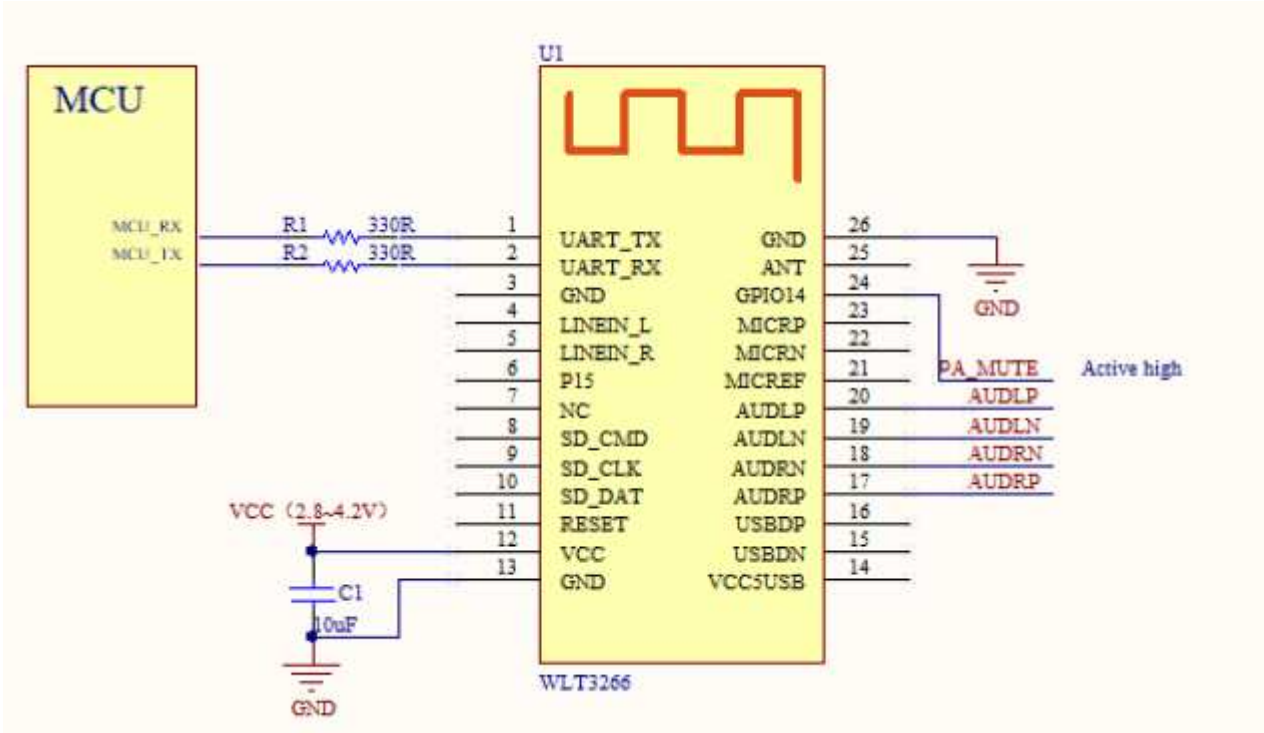 U1
MCU
MCU_RX R1 330R 1 UART_TX GND 26
MCU_TX R2 330R 2 UART_RX ANT 25
3 GND GPIO14 24
GND
4 LINEIN_L MICRP 23
5 LINEIN_R MICRN 22
6 P15 MICREF 21 PA_MUTE Active high
7 NC AUDLP 20 AUDLP
8 SD_CMD AUDLN 19 AUDLN
9 SD_CLK AUDRN 18 AUDRN
10 SD_DAT AUDRP 17 AUDRP
VCC（2.8~4.2V）
11 RESET USBDP 16
12 VCC USBDN 15
13 GND VCC5USB 14
C1
10uF
GND
WLT3266